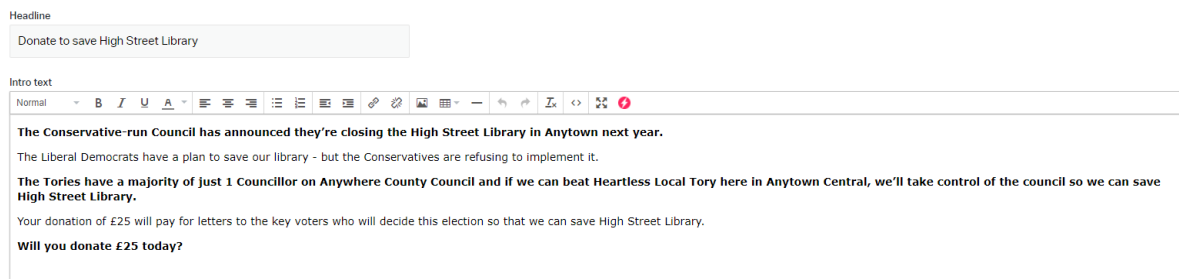 Headline
Donate to save High Street Library
Intro text
Normal B I U A Ix <>
The Conservative-run Council has announced they're closing the High Street Library in Anytown next year.
The Liberal Democrats have a plan to save our library - but the Conservatives are refusing to implement it.
The Tories have a majority of just 1 Councillor on Anywhere County Council and if we can beat Heartless Local Tory here in Anytown Central, we'll take control of the council so we can save
High Street Library.
Your donation of £25 will pay for letters to the key voters who will decide this election so that we can save High Street Library.
Will you donate £25 today?